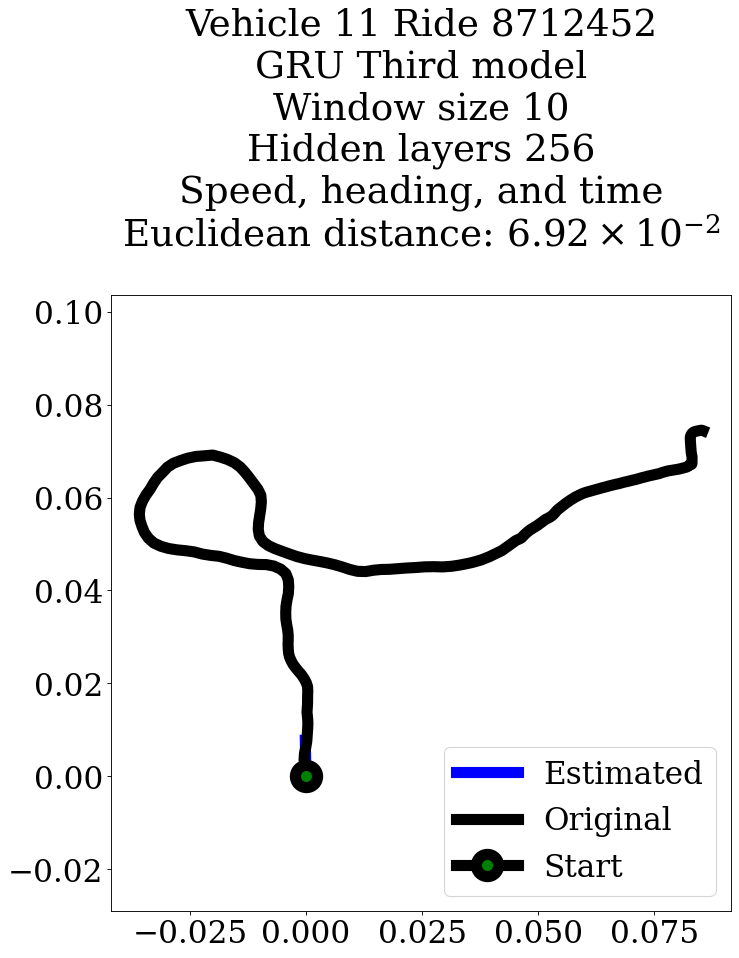 Vehicle 11 Ride 8712452
GRU Third model
Window size 10
Hidden layers 256
Speed, heading, and time
Euclidean distance: 6.92 × 10⁻²
0.10
0.08
0.06
0.04
0.02
0.00
−0.02
−0.025 0.000 0.025 0.050 0.075
Estimated
Original
Start